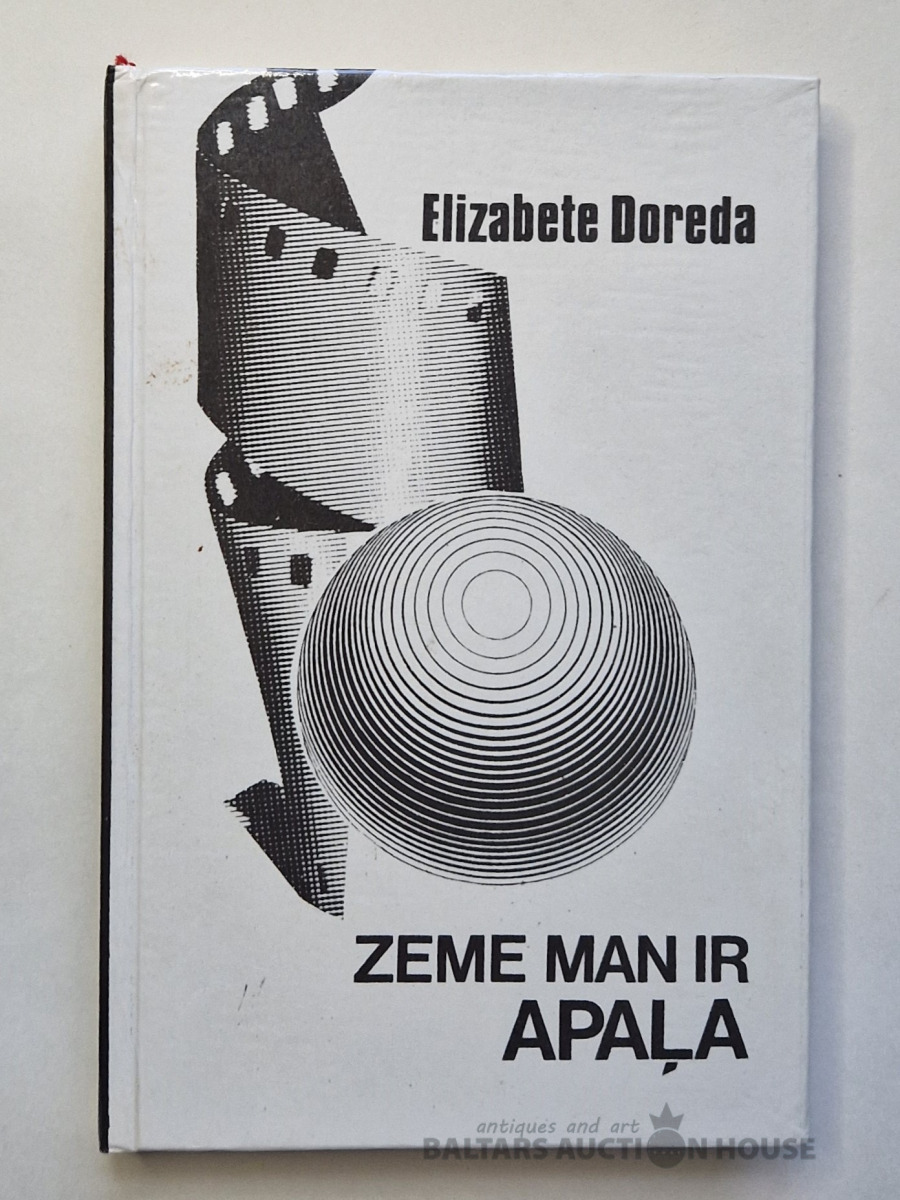 Elizabete Doreda
ZEME MAN IR
APAĻA
antiques and art
BALTARS AUCTION HOUSE